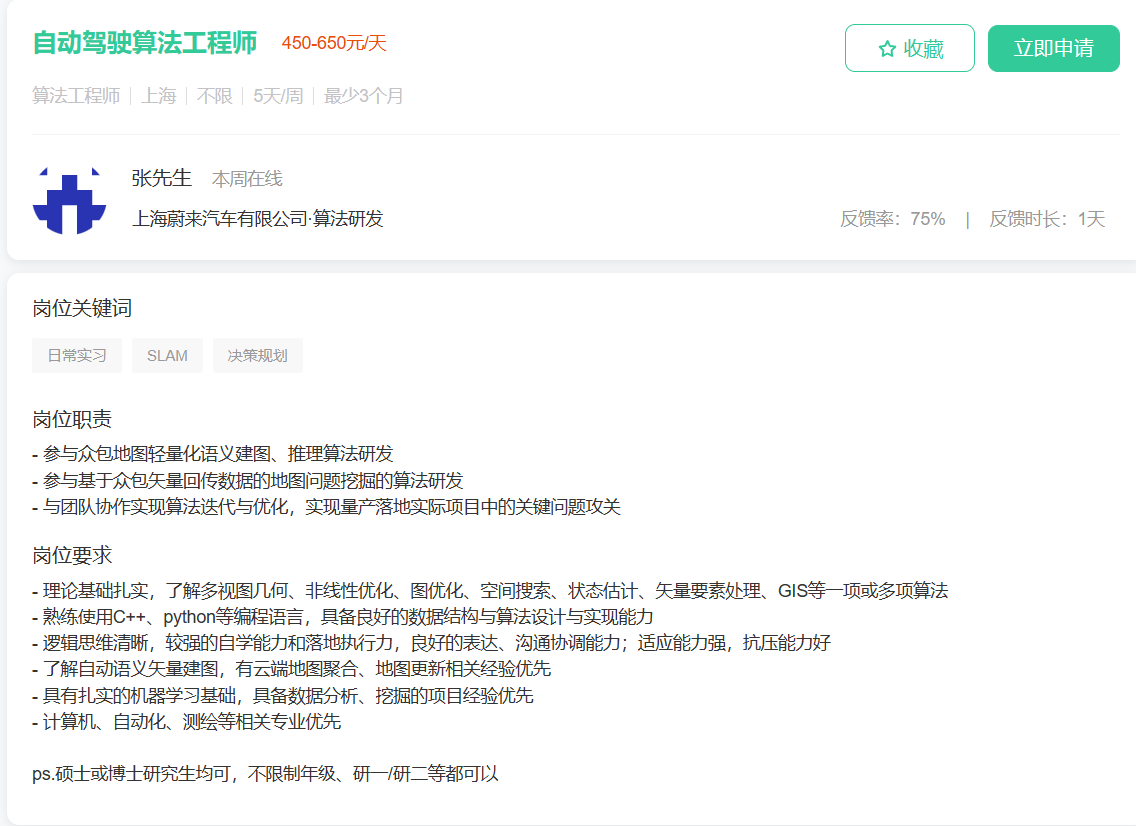 自动驾驶算法工程师 450-650元/天
收藏 立即申请
算法工程师 | 上海 | 不限 | 5天/周 | 最少3个月
张先生 本周在线
上海蔚来汽车有限公司·算法研发
反馈率：75% | 反馈时长：1天
岗位关键词
日常实习 SLAM 决策规划
岗位职责
- 参与众包地图轻量化语义建图、推理算法研发
- 参与基于众包矢量回传数据的地图问题挖掘的算法研发
- 与团队协作实现算法迭代与优化，实现量产落地实际项目中的关键问题攻关
岗位要求
- 理论基础扎实，了解多视图几何、非线性优化、图优化、空间搜索、状态估计、矢量要素处理、GIS等一项或多项算法
- 熟练使用C++、python等编程语言，具备良好的数据结构与算法设计与实现能力
- 逻辑思维清晰，较强的自学能力和落地执行力，良好的表达、沟通协调能力；适应能力强，抗压能力好
- 了解自动语义矢量建图，有云端地图聚合、地图更新相关经验优先
- 具有扎实的机器学习基础，具备数据分析、挖掘的项目经验优先
- 计算机、自动化、测绘等相关专业优先
ps.硕士或博士研究生均可，不限制年级、研一/研二等都可以